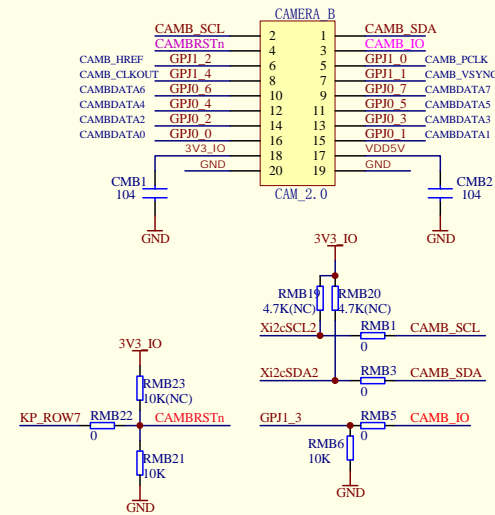 CAMERA_B
CAMB_SCL 2 1 CAMB_SDA
CAMBRSTn 4 3 CAMB_IO
CAMB_HREF GPJ1_2 6 5 GPJ1_0 CAMB_PCLK
CAMB_CLKOUT GPJ1_4 8 7 GPJ1_1 CAMB_VSYNC
CAMBDATA6 GPJ0_6 10 9 GPJ0_7 CAMBDATA7
CAMBDATA4 GPJ0_4 12 11 GPJ0_5 CAMBDATA5
CAMBDATA2 GPJ0_2 14 13 GPJ0_3 CAMBDATA3
CAMBDATA0 GPJ0_0 16 15 GPJ0_1 CAMBDATA1
3V3_IO 18 17 VDD5V
GND 20 19 GND
CAM_2.0
CMB1
104
GND
CMB2
104
GND
3V3_IO
RMB19 RMB20
4.7K(NC) 4.7K(NC)
Xi2cSCL2 RMB1 CAMB_SCL
0
Xi2cSDA2 RMB3 CAMB_SDA
0
GPJ1_3 RMB5 CAMB_IO
0
RMB6
10K
GND
3V3_IO
RMB23
10K(NC)
KP_ROW7 RMB22 CAMBRSTn
0
RMB21
10K
GND